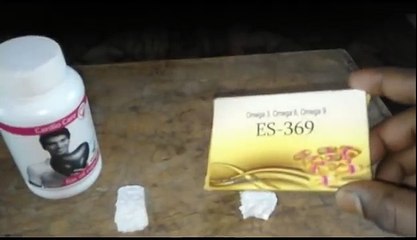 Cardio Care
Omega 3, Omega 6, Omega 9
ES-369